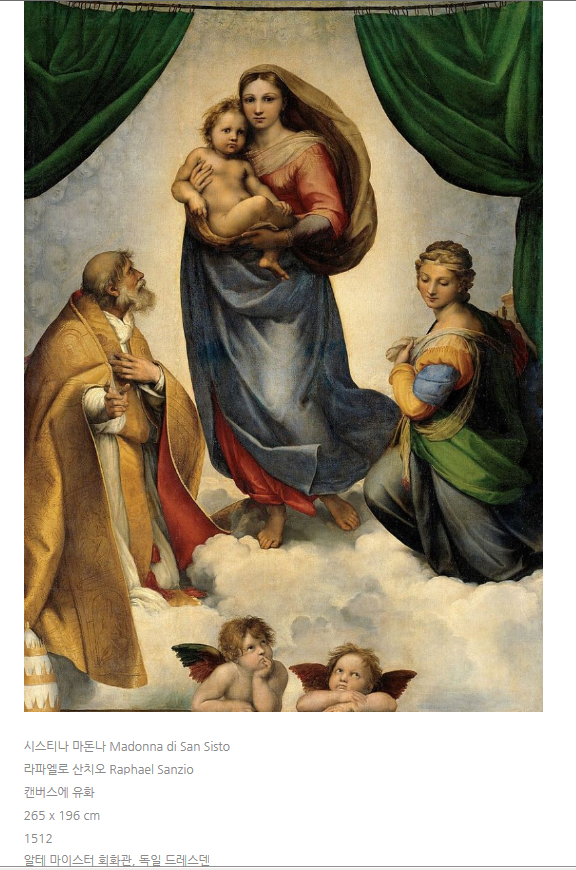 시스티나 마돈나 Madonna di San Sisto
라파엘로 산치오 Raphael Sanzio
캔버스에 유화
265 x 196 cm
1512
알테 마이스터 회화관, 독일 드레스덴